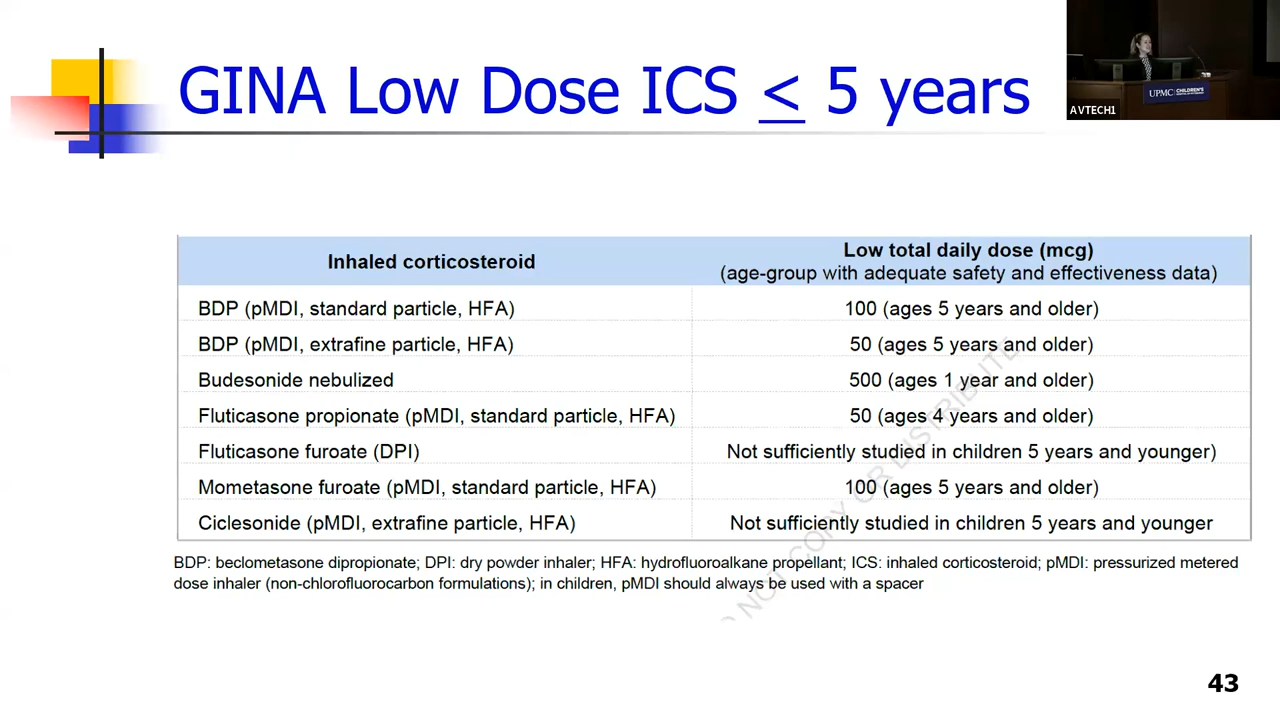 GINA Low Dose ICS < 5 years
UPMC CHILDREN'S
AVTECH1
Inhaled corticosteroid
Low total daily dose (mcg)
(age-group with adequate safety and effectiveness data)
BDP (pMDI, standard particle, HFA) 100 (ages 5 years and older)
BDP (pMDI, extrafine particle, HFA) 50 (ages 5 years and older)
Budesonide nebulized 500 (ages 1 year and older)
Fluticasone propionate (pMDI, standard particle, HFA) 50 (ages 4 years and older)
Fluticasone furoate (DPI) Not sufficiently studied in children 5 years and younger)
Mometasone furoate (pMDI, standard particle, HFA) 100 (ages 5 years and older)
Ciclesonide (pMDI, extrafine particle, HFA) Not sufficiently studied in children 5 years and younger
BDP: beclometasone dipropionate; DPI: dry powder inhaler; HFA: hydrofluoroalkane propellant; ICS: inhaled corticosteroid; pMDI: pressurized metered
dose inhaler (non-chlorofluorocarbon formulations); in children, pMDI should always be used with a spacer
NOT COPY OR DISTRIBUTE
43